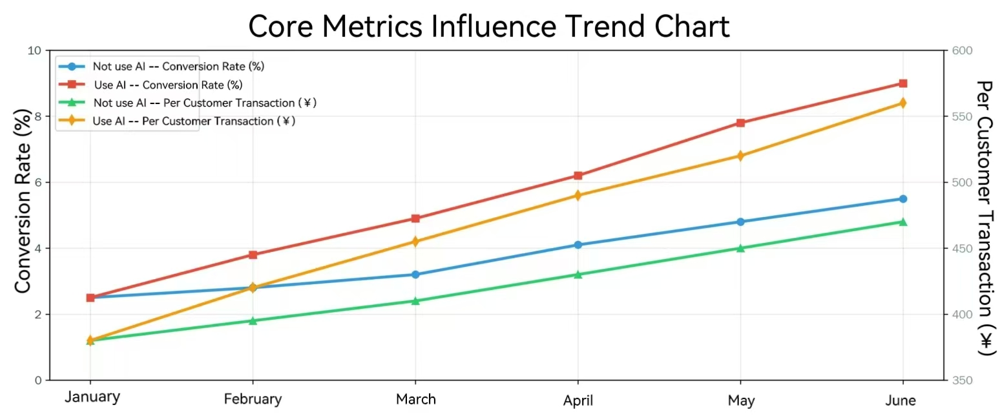 Core Metrics Influence Trend Chart
Not use AI -- Conversion Rate (%)
Use AI -- Conversion Rate (%)
Not use AI -- Per Customer Transaction (¥)
Use AI -- Per Customer Transaction (¥)
Conversion Rate (%)
10
8
6
4
2
0
Per Customer Transaction (¥)
600
550
500
450
400
350
January
February
March
April
May
June